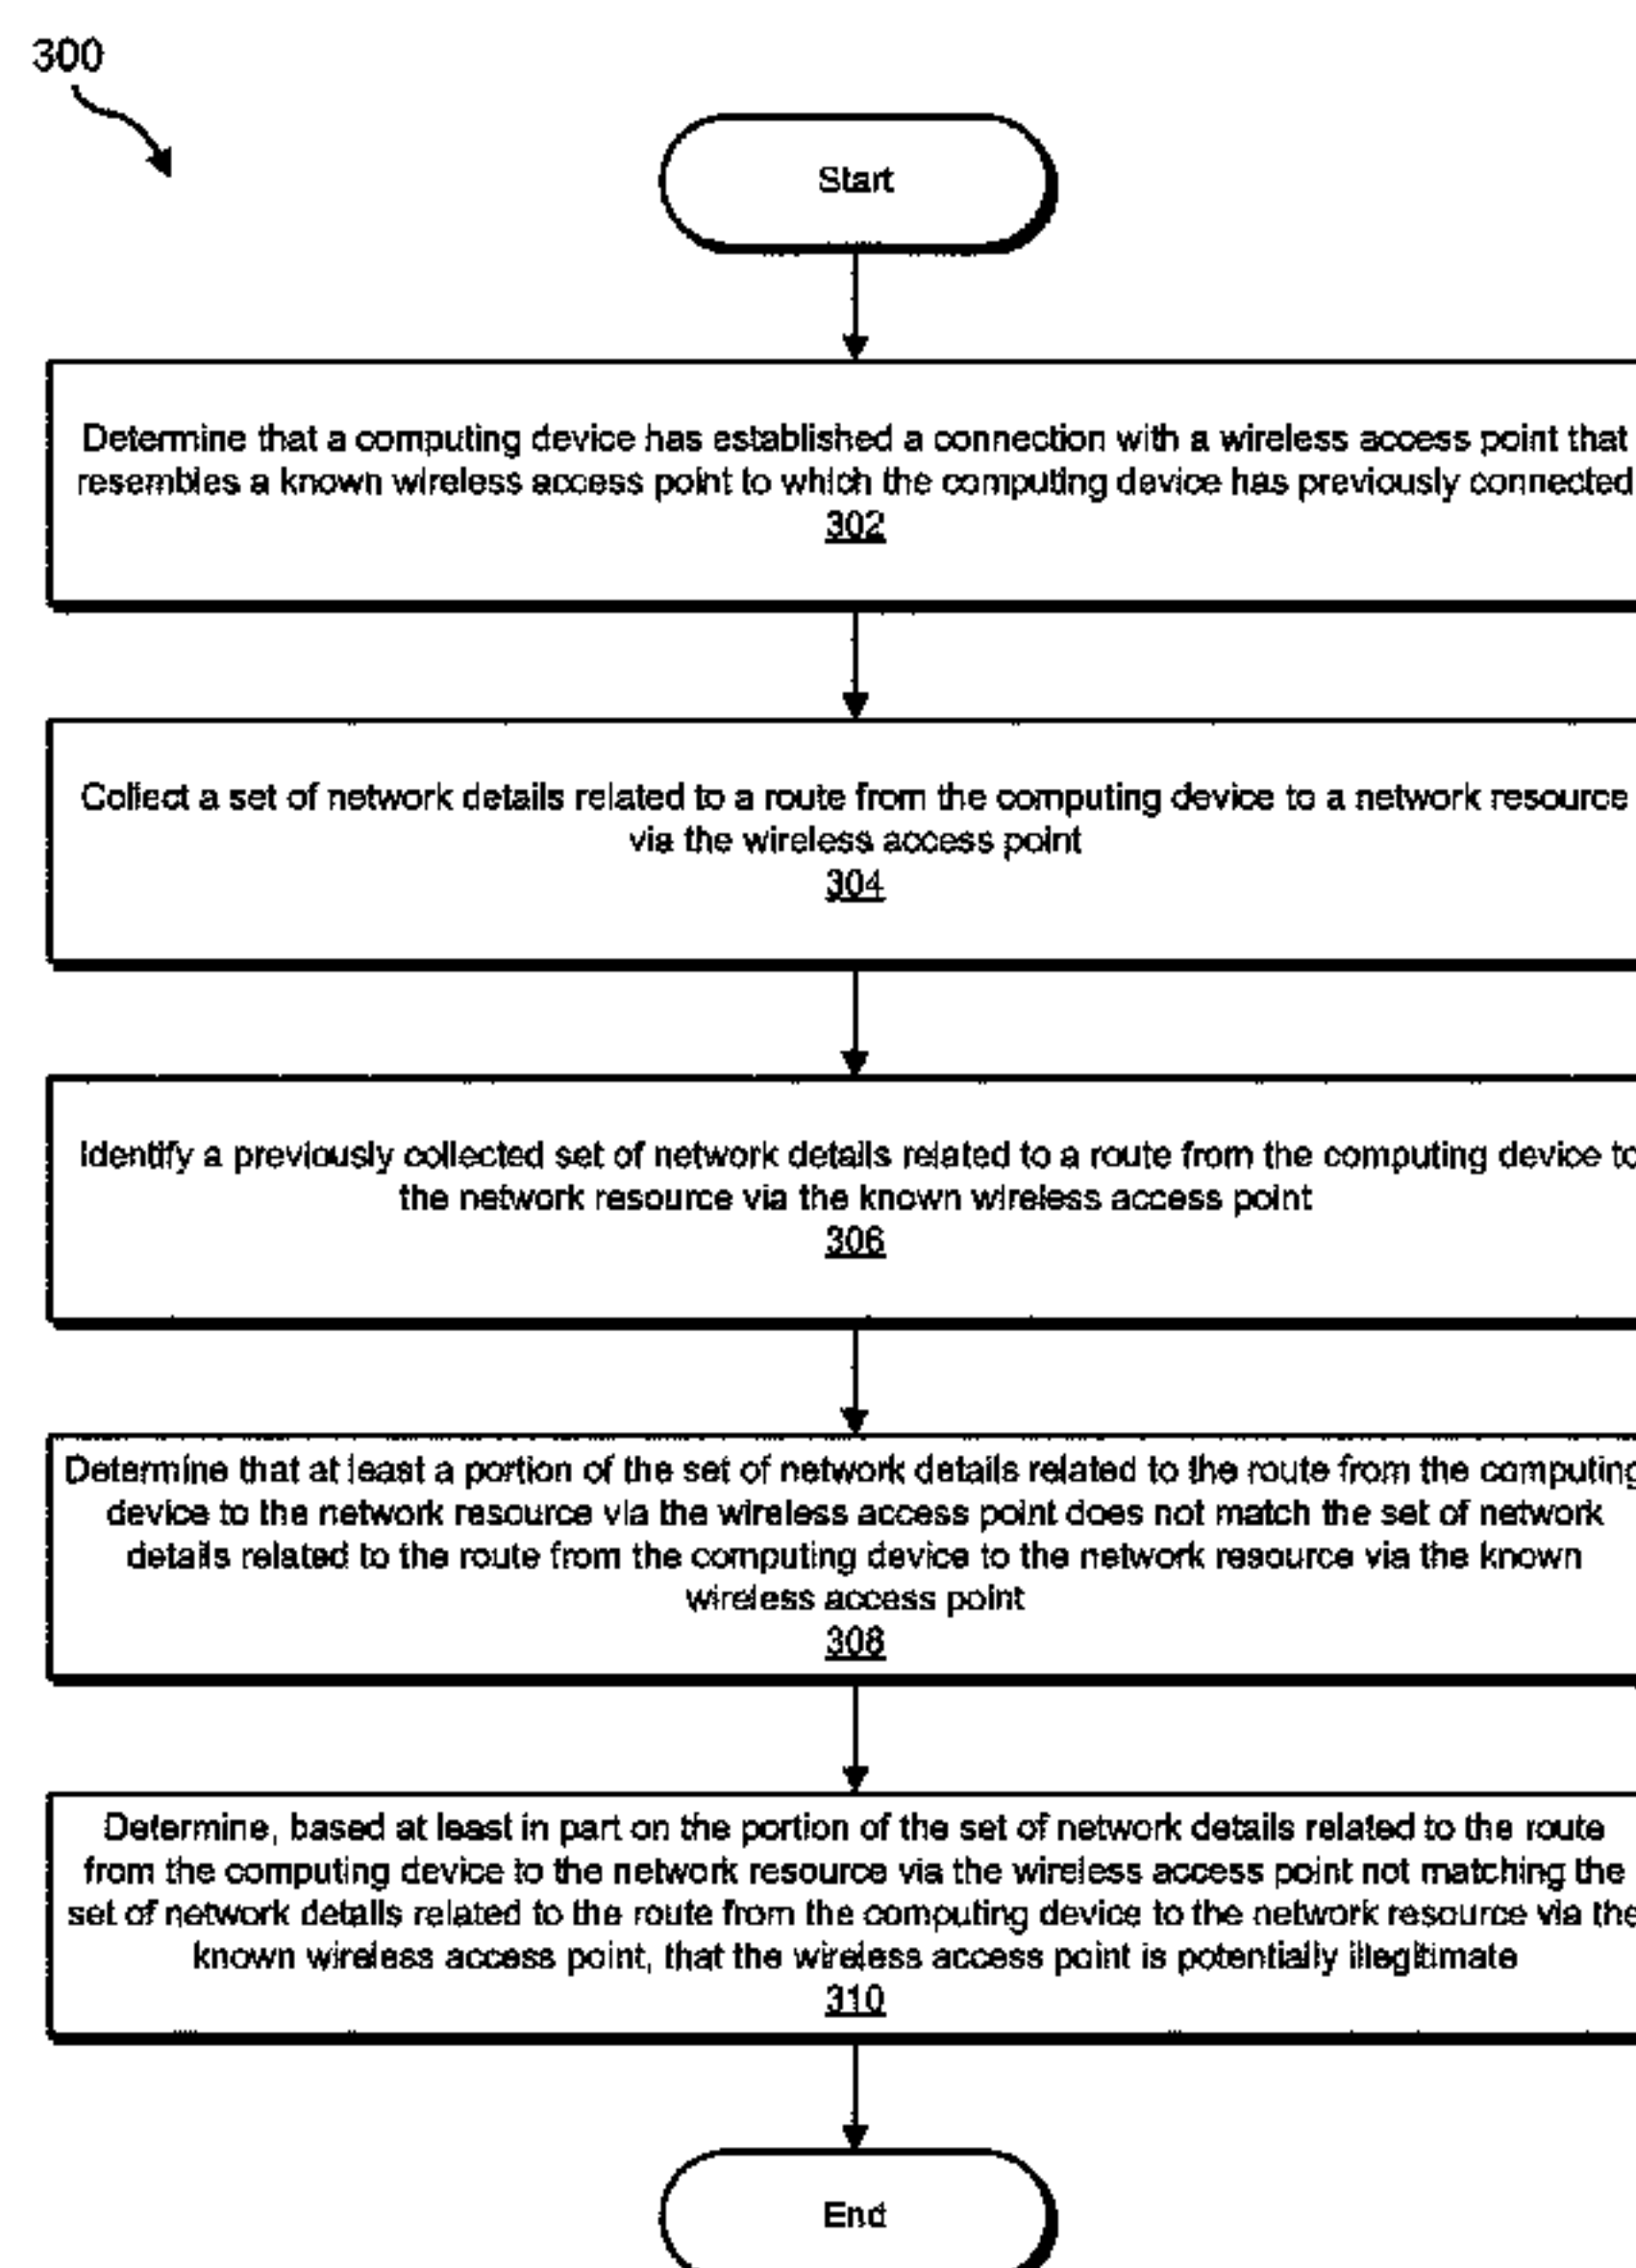 300
Start
Determine that a computing device has established a connection with a wireless access point that
resembles a known wireless access point to which the computing device has previously connected
302
Collect a set of network details related to a route from the computing device to a network resource
via the wireless access point
304
Identify a previously collected set of network details related to a route from the computing device to
the network resource via the known wireless access point
306
Determine that at least a portion of the set of network details related to the route from the computing
device to the network resource via the wireless access point does not match the set of network
details related to the route from the computing device to the network resource via the known
wireless access point
308
Determine, based at least in part on the portion of the set of network details related to the route
from the computing device to the network resource via the wireless access point not matching the
set of network details related to the route from the computing device to the network resource via the
known wireless access point, that the wireless access point is potentially illegitimate
310
End